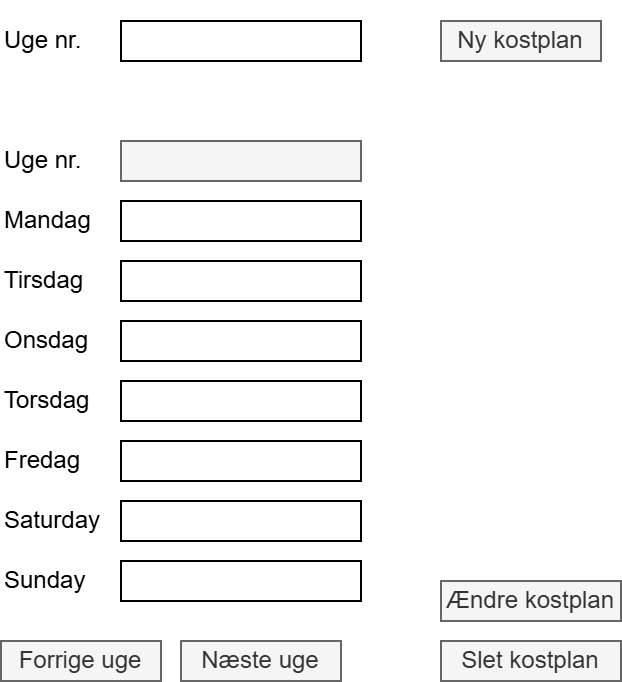 Uge nr.
Ny kostplan
Uge nr.
Mandag
Tirsdag
Onsdag
Torsdag
Fredag
Saturday
Sunday
Ændre kostplan
Forrige uge
Næste uge
Slet kostplan